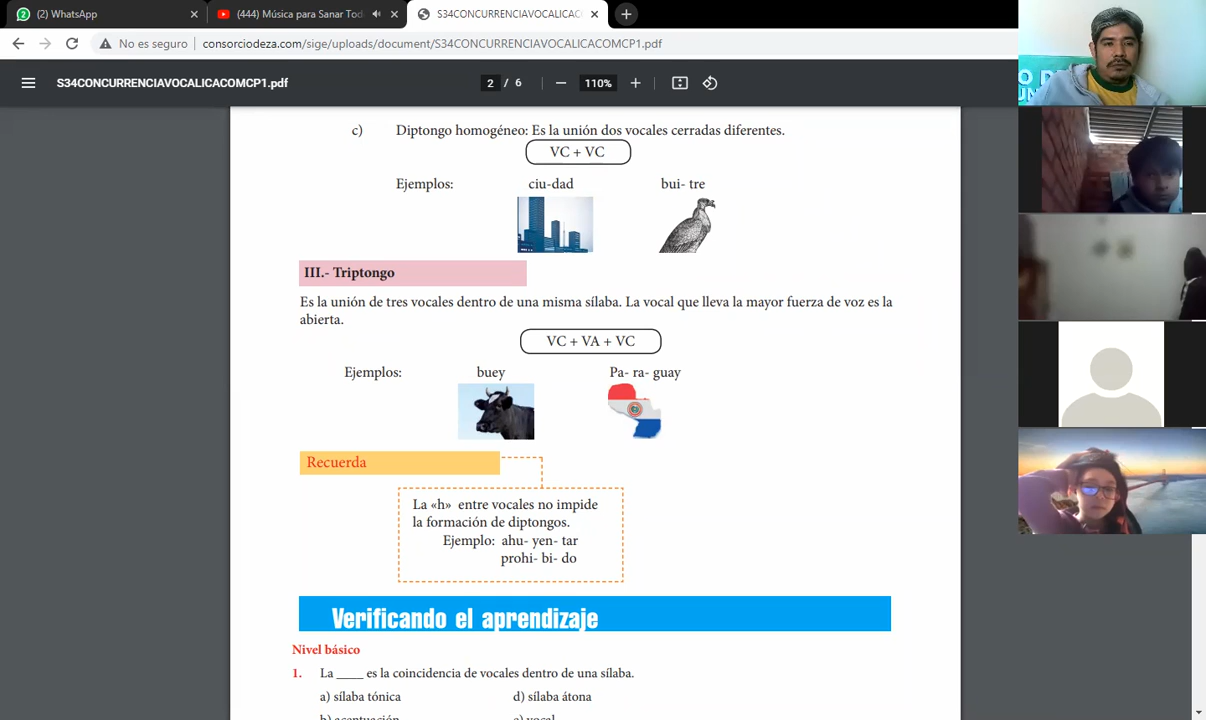 (2) WhatsApp
(444) Música para Sanar Tod
S34CONCURRENCIAVOCALICAC
No es seguro
consorciodeza.com/sige/uploads/document/S34CONCURRENCIAVOCALICACOMCP1.pdf
S34CONCURRENCIAVOCALICACOMCP1.pdf
2 / 6
110%
c) Diptongo homogéneo: Es la unión dos vocales cerradas diferentes.
VC + VC
Ejemplos: ciu-dad bui- tre
III.- Triptongo
Es la unión de tres vocales dentro de una misma sílaba. La vocal que lleva la mayor fuerza de voz es la
abierta.
VC + VA + VC
Ejemplos: buey Pa- ra- guay
Recuerda
La «h» entre vocales no impide
la formación de diptongos.
Ejemplo: ahu- yen- tar
prohi- bi- do
Verificando el aprendizaje
Nivel básico
1. La ____ es la coincidencia de vocales dentro de una sílaba.
a) sílaba tónica d) sílaba átona
b) acentuación e) vocal